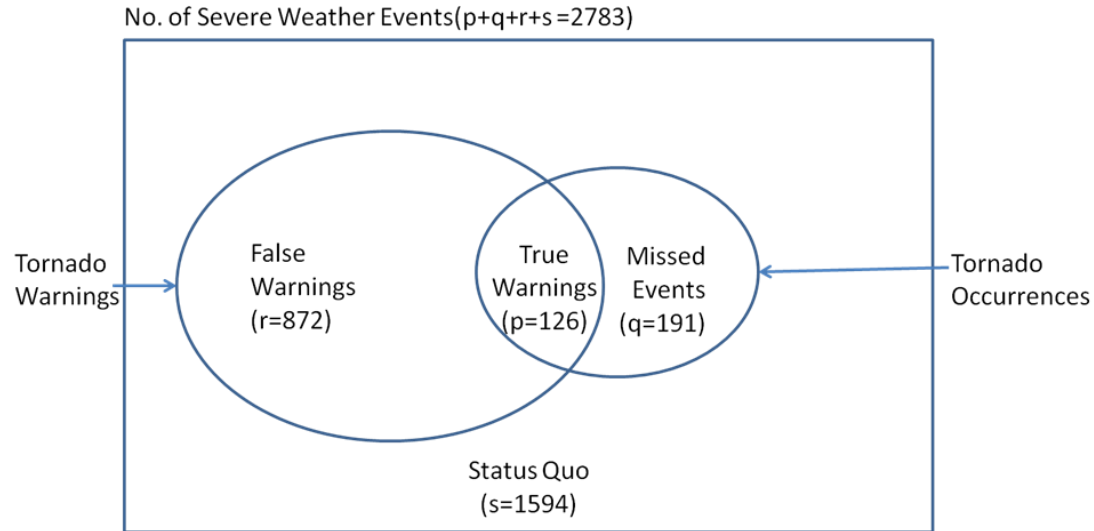 No. of Severe Weather Events(p+q+r+s =2783)
Tornado
Warnings
False
Warnings
(r=872)
True
Warnings
(p=126)
Missed
Events
(q=191)
Tornado
Occurrences
Status Quo
(s=1594)